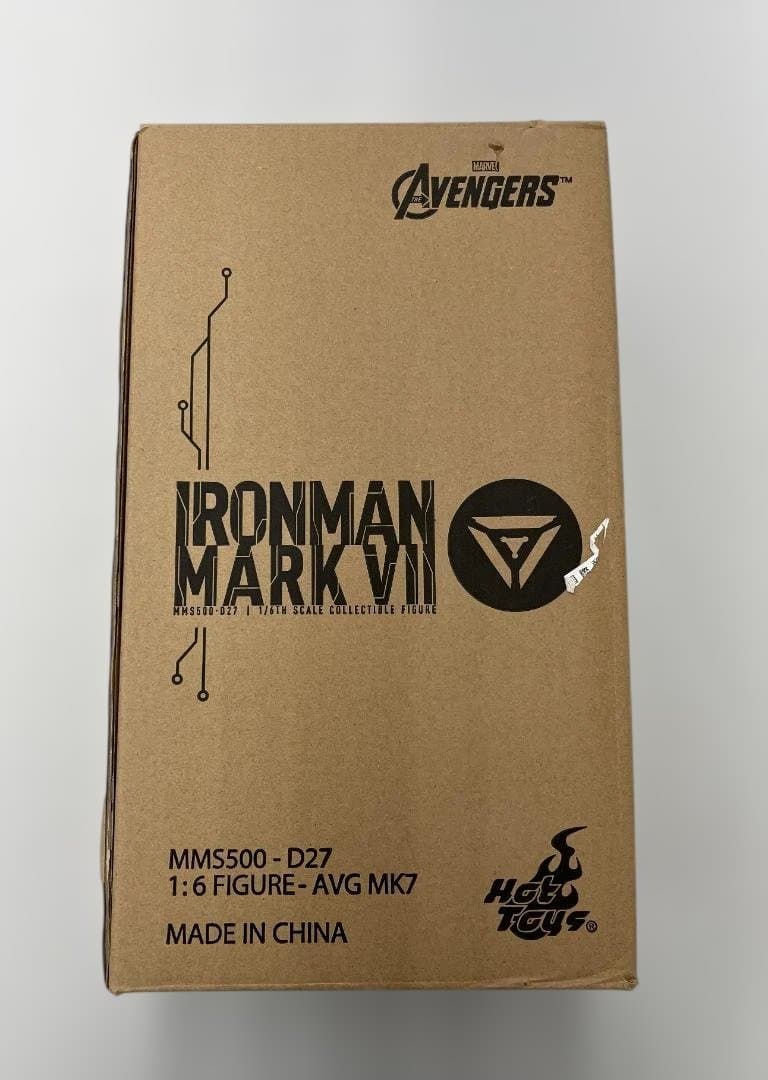 MARVEL
THE AVENGERS™
IRONMAN
MARK VII
MMS500-D27 | 1/6TH SCALE COLLECTIBLE FIGURE
MMS500 - D27
1:6 FIGURE - AVG MK7
MADE IN CHINA
Hot
Toys®